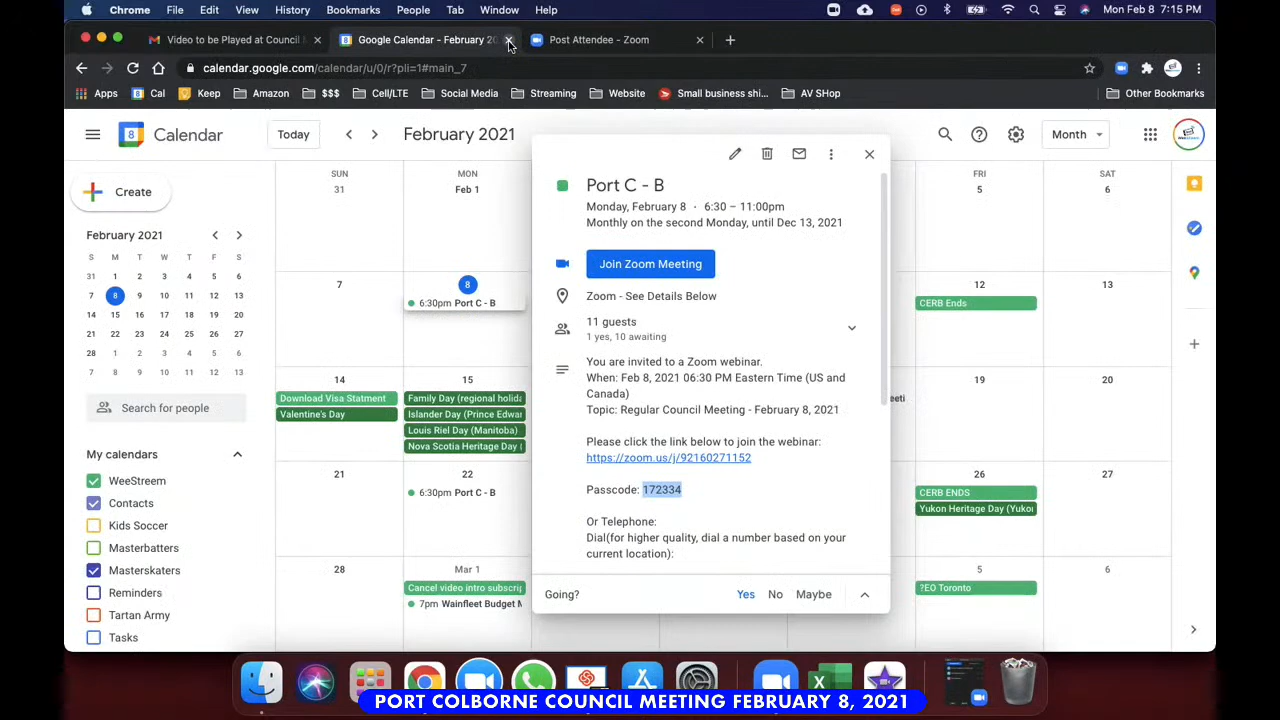 Chrome File Edit View History Bookmarks People Tab Window Help Mon Feb 8 7:15 PM
Video to be Played at Council Google Calendar - February 20 Post Attendee - Zoom
calendar.google.com/calendar/u/0/r?pli=1#main_7
Apps Cal Keep Amazon $$$ Cell/LTE Social Media Streaming Website Small business shi... AV SHop Other Bookmarks
8 Calendar Today February 2021 Month
Create
February 2021
S M T W T F S
31 1 2 3 4 5 6
7 8 9 10 11 12 13
14 15 16 17 18 19 20
21 22 23 24 25 26 27
28 1 2 3 4 5 6
7 8 9 10 11 12 13
Search for people
My calendars
WeeStreem
Contacts
Kids Soccer
Masterbatters
Masterskaters
Reminders
Tartan Army
Tasks
SUN MON FRI SAT
31 Feb 1 5 6
7 8 12 13
6:30pm Port C - B CERB Ends
14 15 19 20
Download Visa Statment Family Day (regional holida
Valentine's Day Islander Day (Prince Edwar
Louis Riel Day (Manitoba)
Nova Scotia Heritage Day (
eeti
21 22 26 27
6:30pm Port C - B CERB ENDS
Yukon Heritage Day (Yukon
28 Mar 1 5 6
Cancel video intro subscrip ?EO Toronto
7pm Wainfleet Budget M
Port C - B
Monday, February 8 · 6:30 – 11:00pm
Monthly on the second Monday, until Dec 13, 2021
Join Zoom Meeting
Zoom - See Details Below
11 guests
1 yes, 10 awaiting
You are invited to a Zoom webinar.
When: Feb 8, 2021 06:30 PM Eastern Time (US and
Canada)
Topic: Regular Council Meeting - February 8, 2021
Please click the link below to join the webinar:
https://zoom.us/j/92160271152
Passcode: 172334
Or Telephone:
Dial(for higher quality, dial a number based on your
current location):
Going? Yes No Maybe
PORT COLBORNE COUNCIL MEETING FEBRUARY 8, 2021